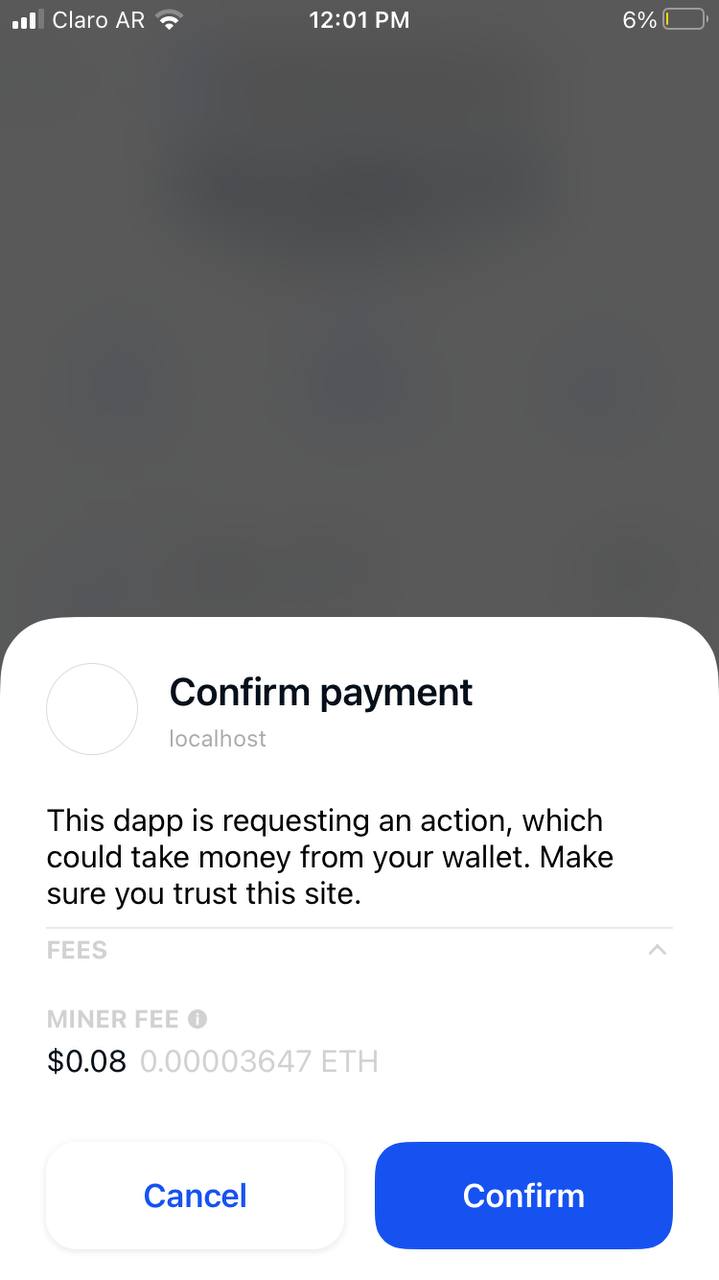 Claro AR 12:01 PM 6%
Confirm payment
localhost
This dapp is requesting an action, which
could take money from your wallet. Make
sure you trust this site.
FEES
MINER FEE
$0.08 0.00003647 ETH
Cancel Confirm